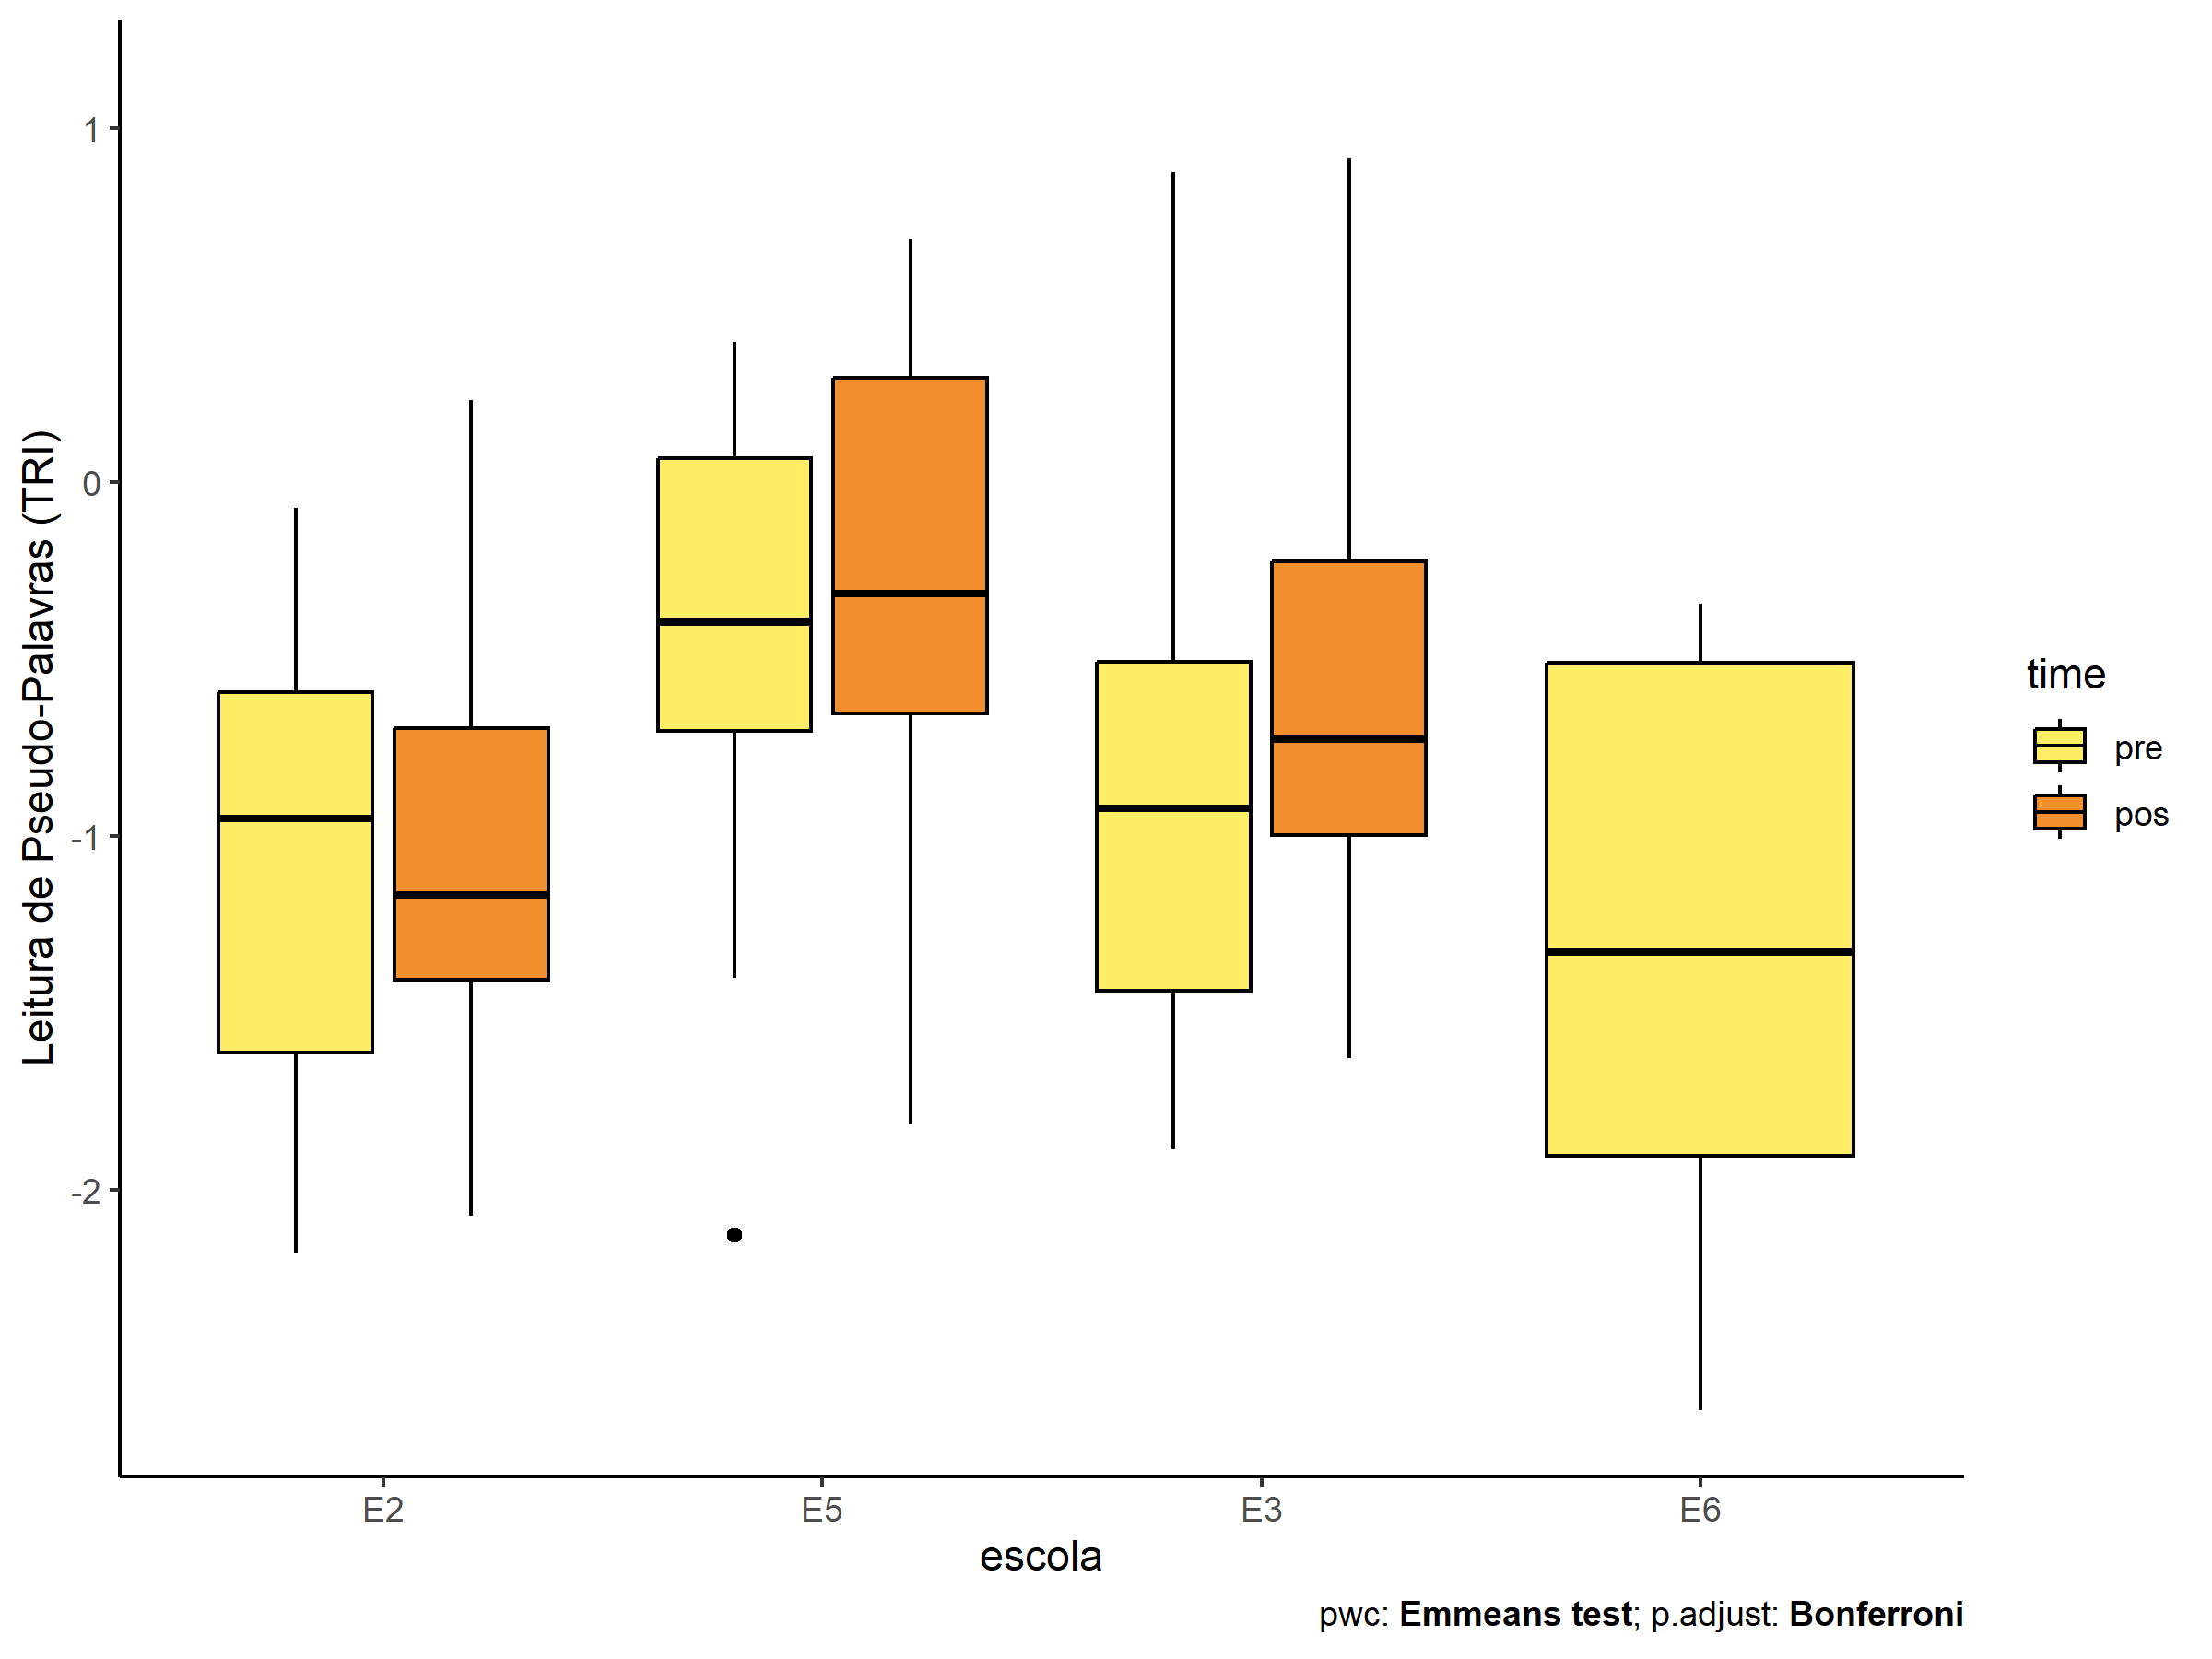 Leitura de Pseudo-Palavras (TRI)
1
0
-1
-2
E2 E5 E3 E6
escola
time
pre
pos
pwc: Emmeans test; p.adjust: Bonferroni